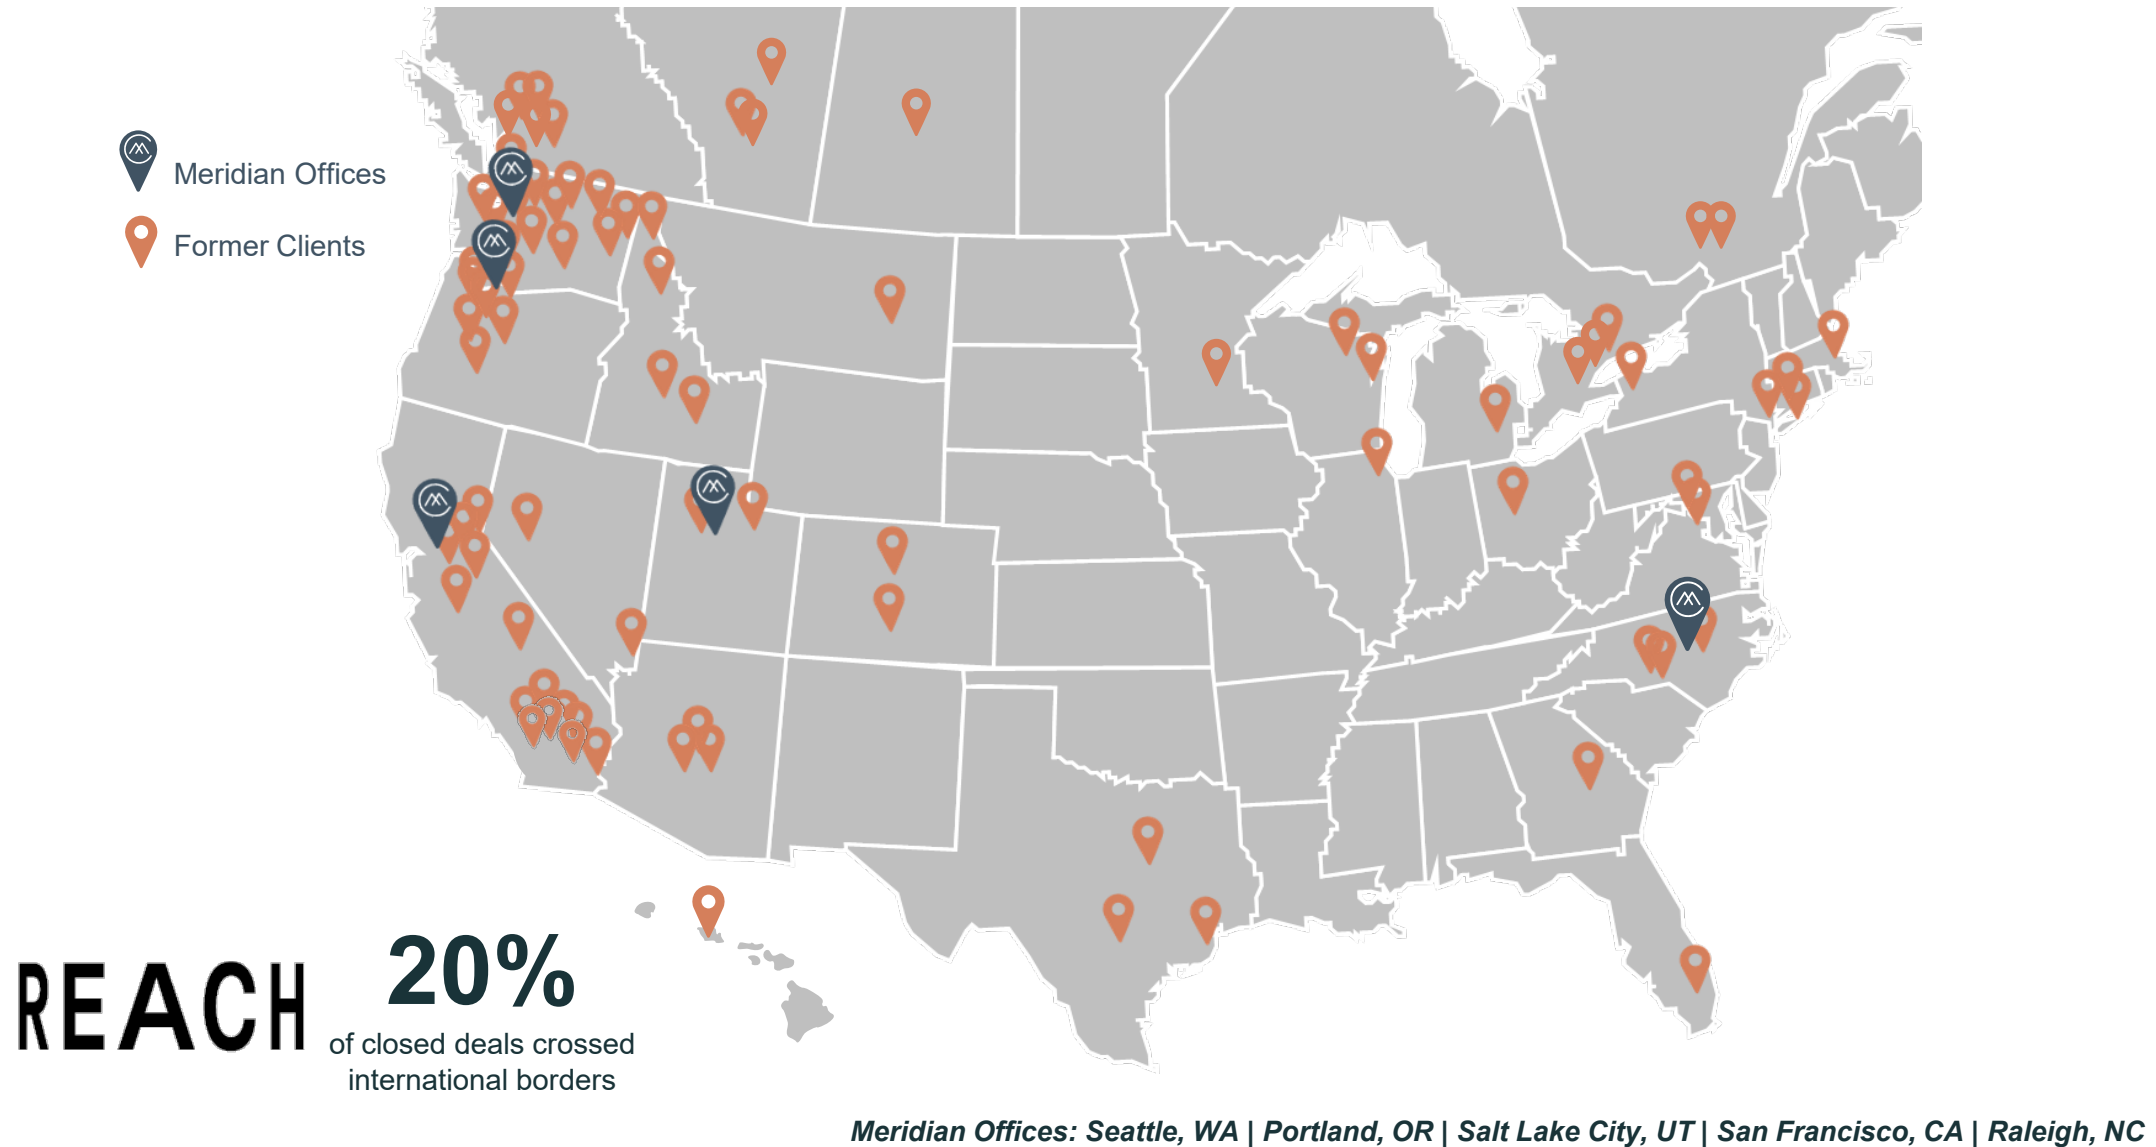 Meridian Offices
Former Clients
REACH
20%
of closed deals crossed
international borders
Meridian Offices: Seattle, WA | Portland, OR | Salt Lake City, UT | San Francisco, CA | Raleigh, NC